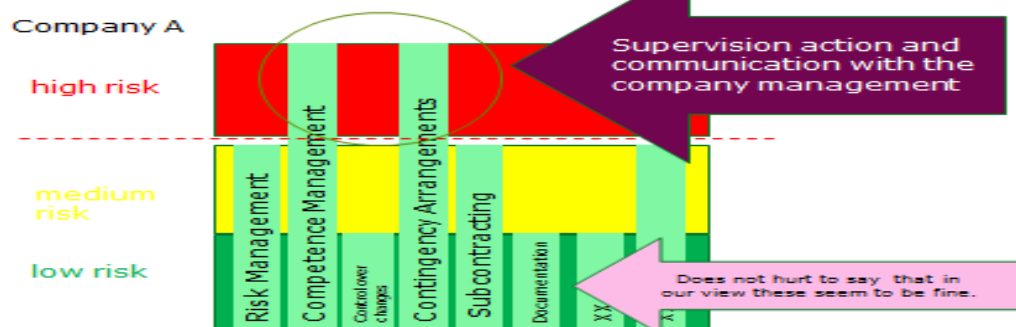 Company A
Supervision action and
communication with the
company management
high risk
medium
risk
low risk
Risk Management
Competence Management
Control over
changes
Contingency Arrangements
Subcontracting
Documentation
XX
Does not hurt to say that in
our view these seem to be fine.